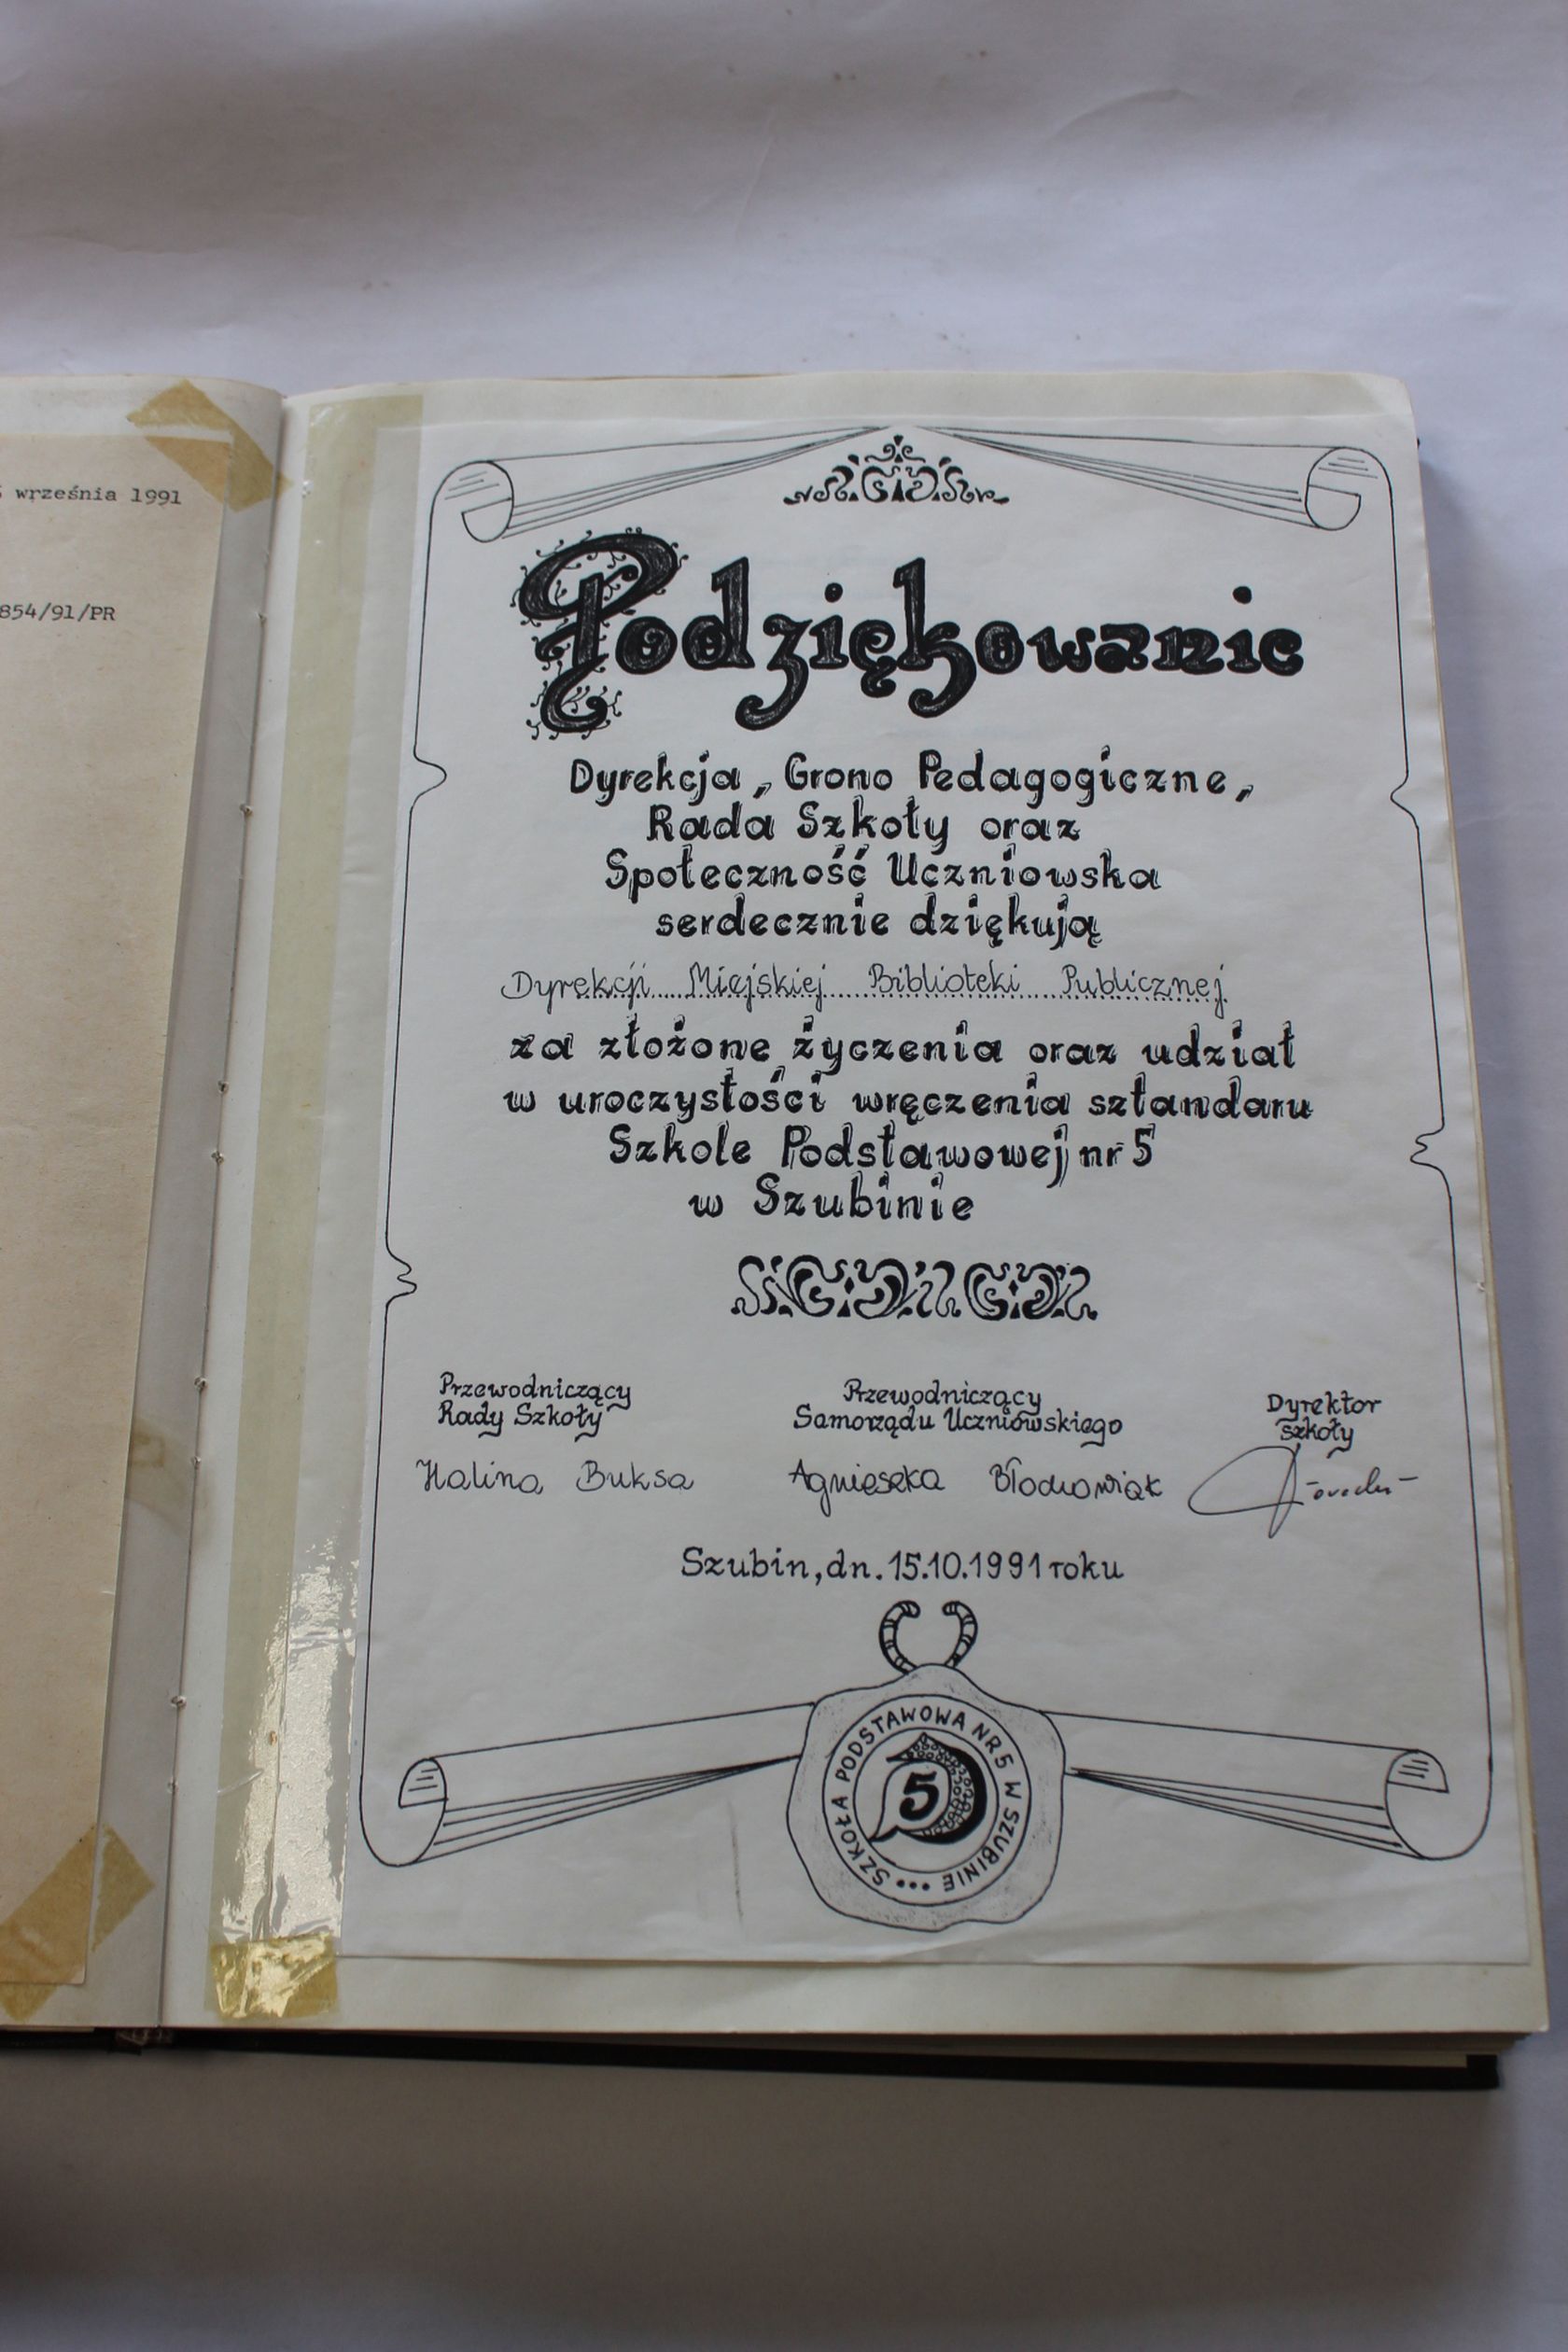 września 1991
854/91/PR
Podziękowanie
Dyrekcja, Grono Pedagogiczne,
Rada Szkoły oraz
Społeczność Uczniowska
serdecznie dziękują
Dyrekcji Miejskiej Biblioteki Publicznej
za złożone życzenia oraz udział
w uroczystości wręczenia sztandaru
Szkole Podstawowej nr 5
w Szubinie
Przewodniczący
Rady Szkoły
Halina Buksa
Przewodniczący
Samorządu Uczniowskiego
Agnieszka
Dyrektor
szkoły
Szubin, dn. 15.10.1991 roku
SZKOŁA PODSTAWOWA NR 5 W SZUBINIE
5